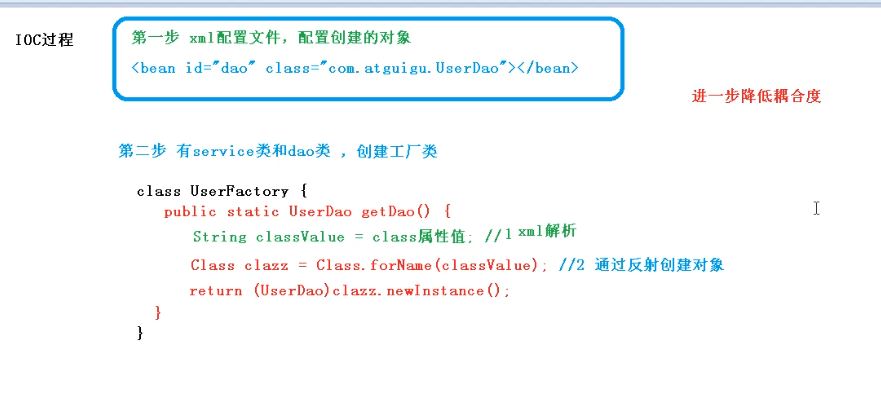 IOC过程
第一步 xml配置文件，配置创建的对象
<bean id="dao" class="com.atguigu.UserDao"></bean>
进一步降低耦合度
第二步 有service类和dao类 ，创建工厂类
class UserFactory {
public static UserDao getDao() {
String classValue = class属性值; //1 xml解析
Class clazz = Class.forName(classValue); //2 通过反射创建对象
return (UserDao)clazz.newInstance();
}
}